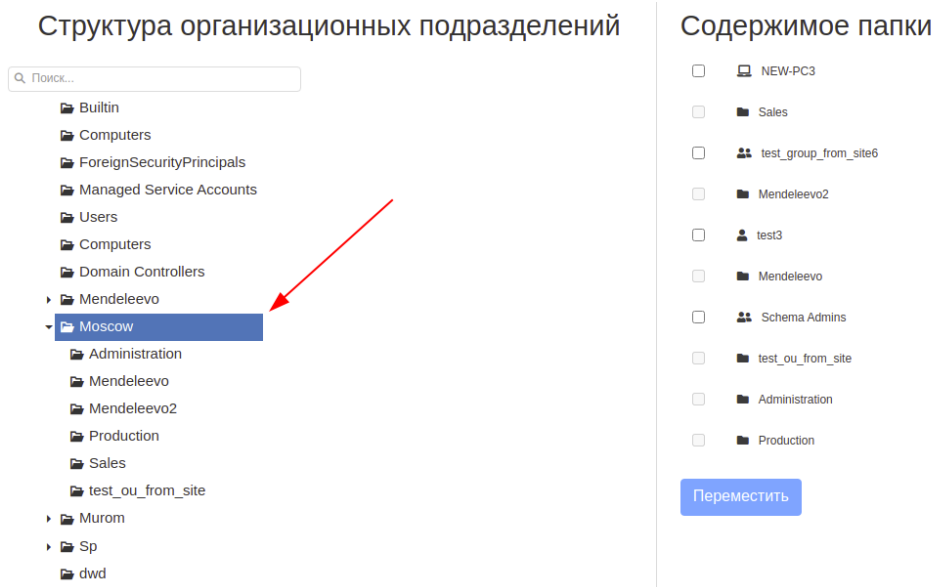 Структура организационных подразделений
Поиск...
Builtin
Computers
ForeignSecurityPrincipals
Managed Service Accounts
Users
Computers
Domain Controllers
Mendeleevo
Moscow
Administration
Mendeleevo
Mendeleevo2
Production
Sales
test_ou_from_site
Murom
Sp
dwd
Содержимое папки
NEW-PC3
Sales
test_group_from_site6
Mendeleevo2
test3
Mendeleevo
Schema Admins
test_ou_from_site
Administration
Production
Переместить